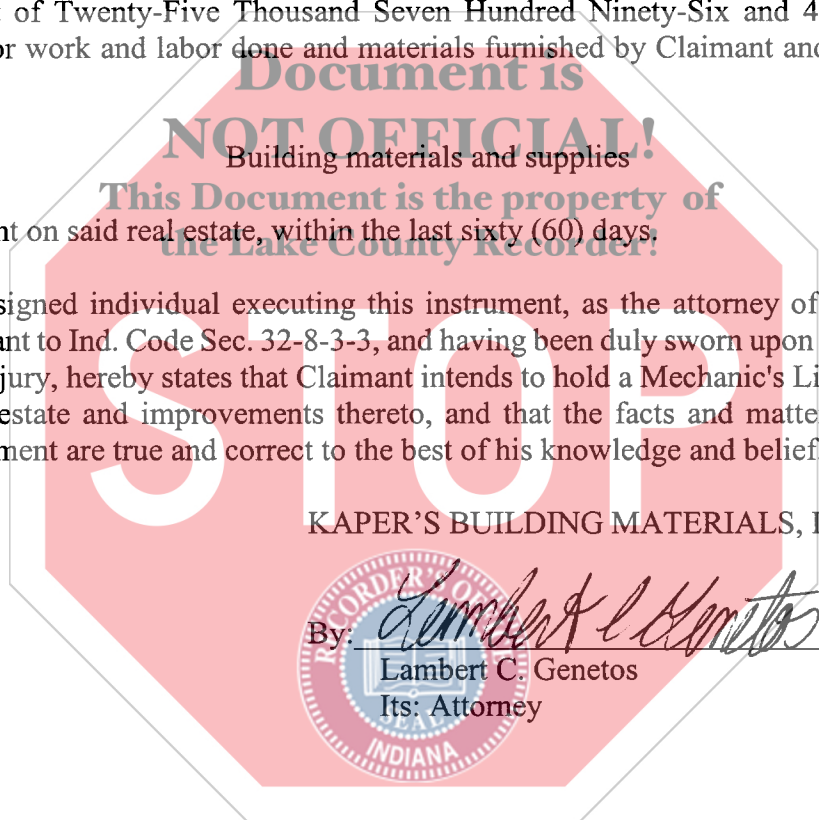 of Twenty-Five Thousand Seven Hundred Ninety-Six and 4
or work and labor done and materials furnished by Claimant and
Document is
NOT OFFICIAL!
Building materials and supplies
This Document is the property of
nt on said real estate, within the last sixty (60) days.
the Lake County Recorder!
signed individual executing this instrument, as the attorney of
ant to Ind. Code Sec. 32-8-3-3, and having been duly sworn upon
jury, hereby states that Claimant intends to hold a Mechanic's Li
estate and improvements thereto, and that the facts and matte
ment are true and correct to the best of his knowledge and belief
STOP
KAPER'S BUILDING MATERIALS, I
RECORDER'S OF
By: Lambert C Genetos
Lambert C. Genetos
Its: Attorney
SEAL
INDIANA